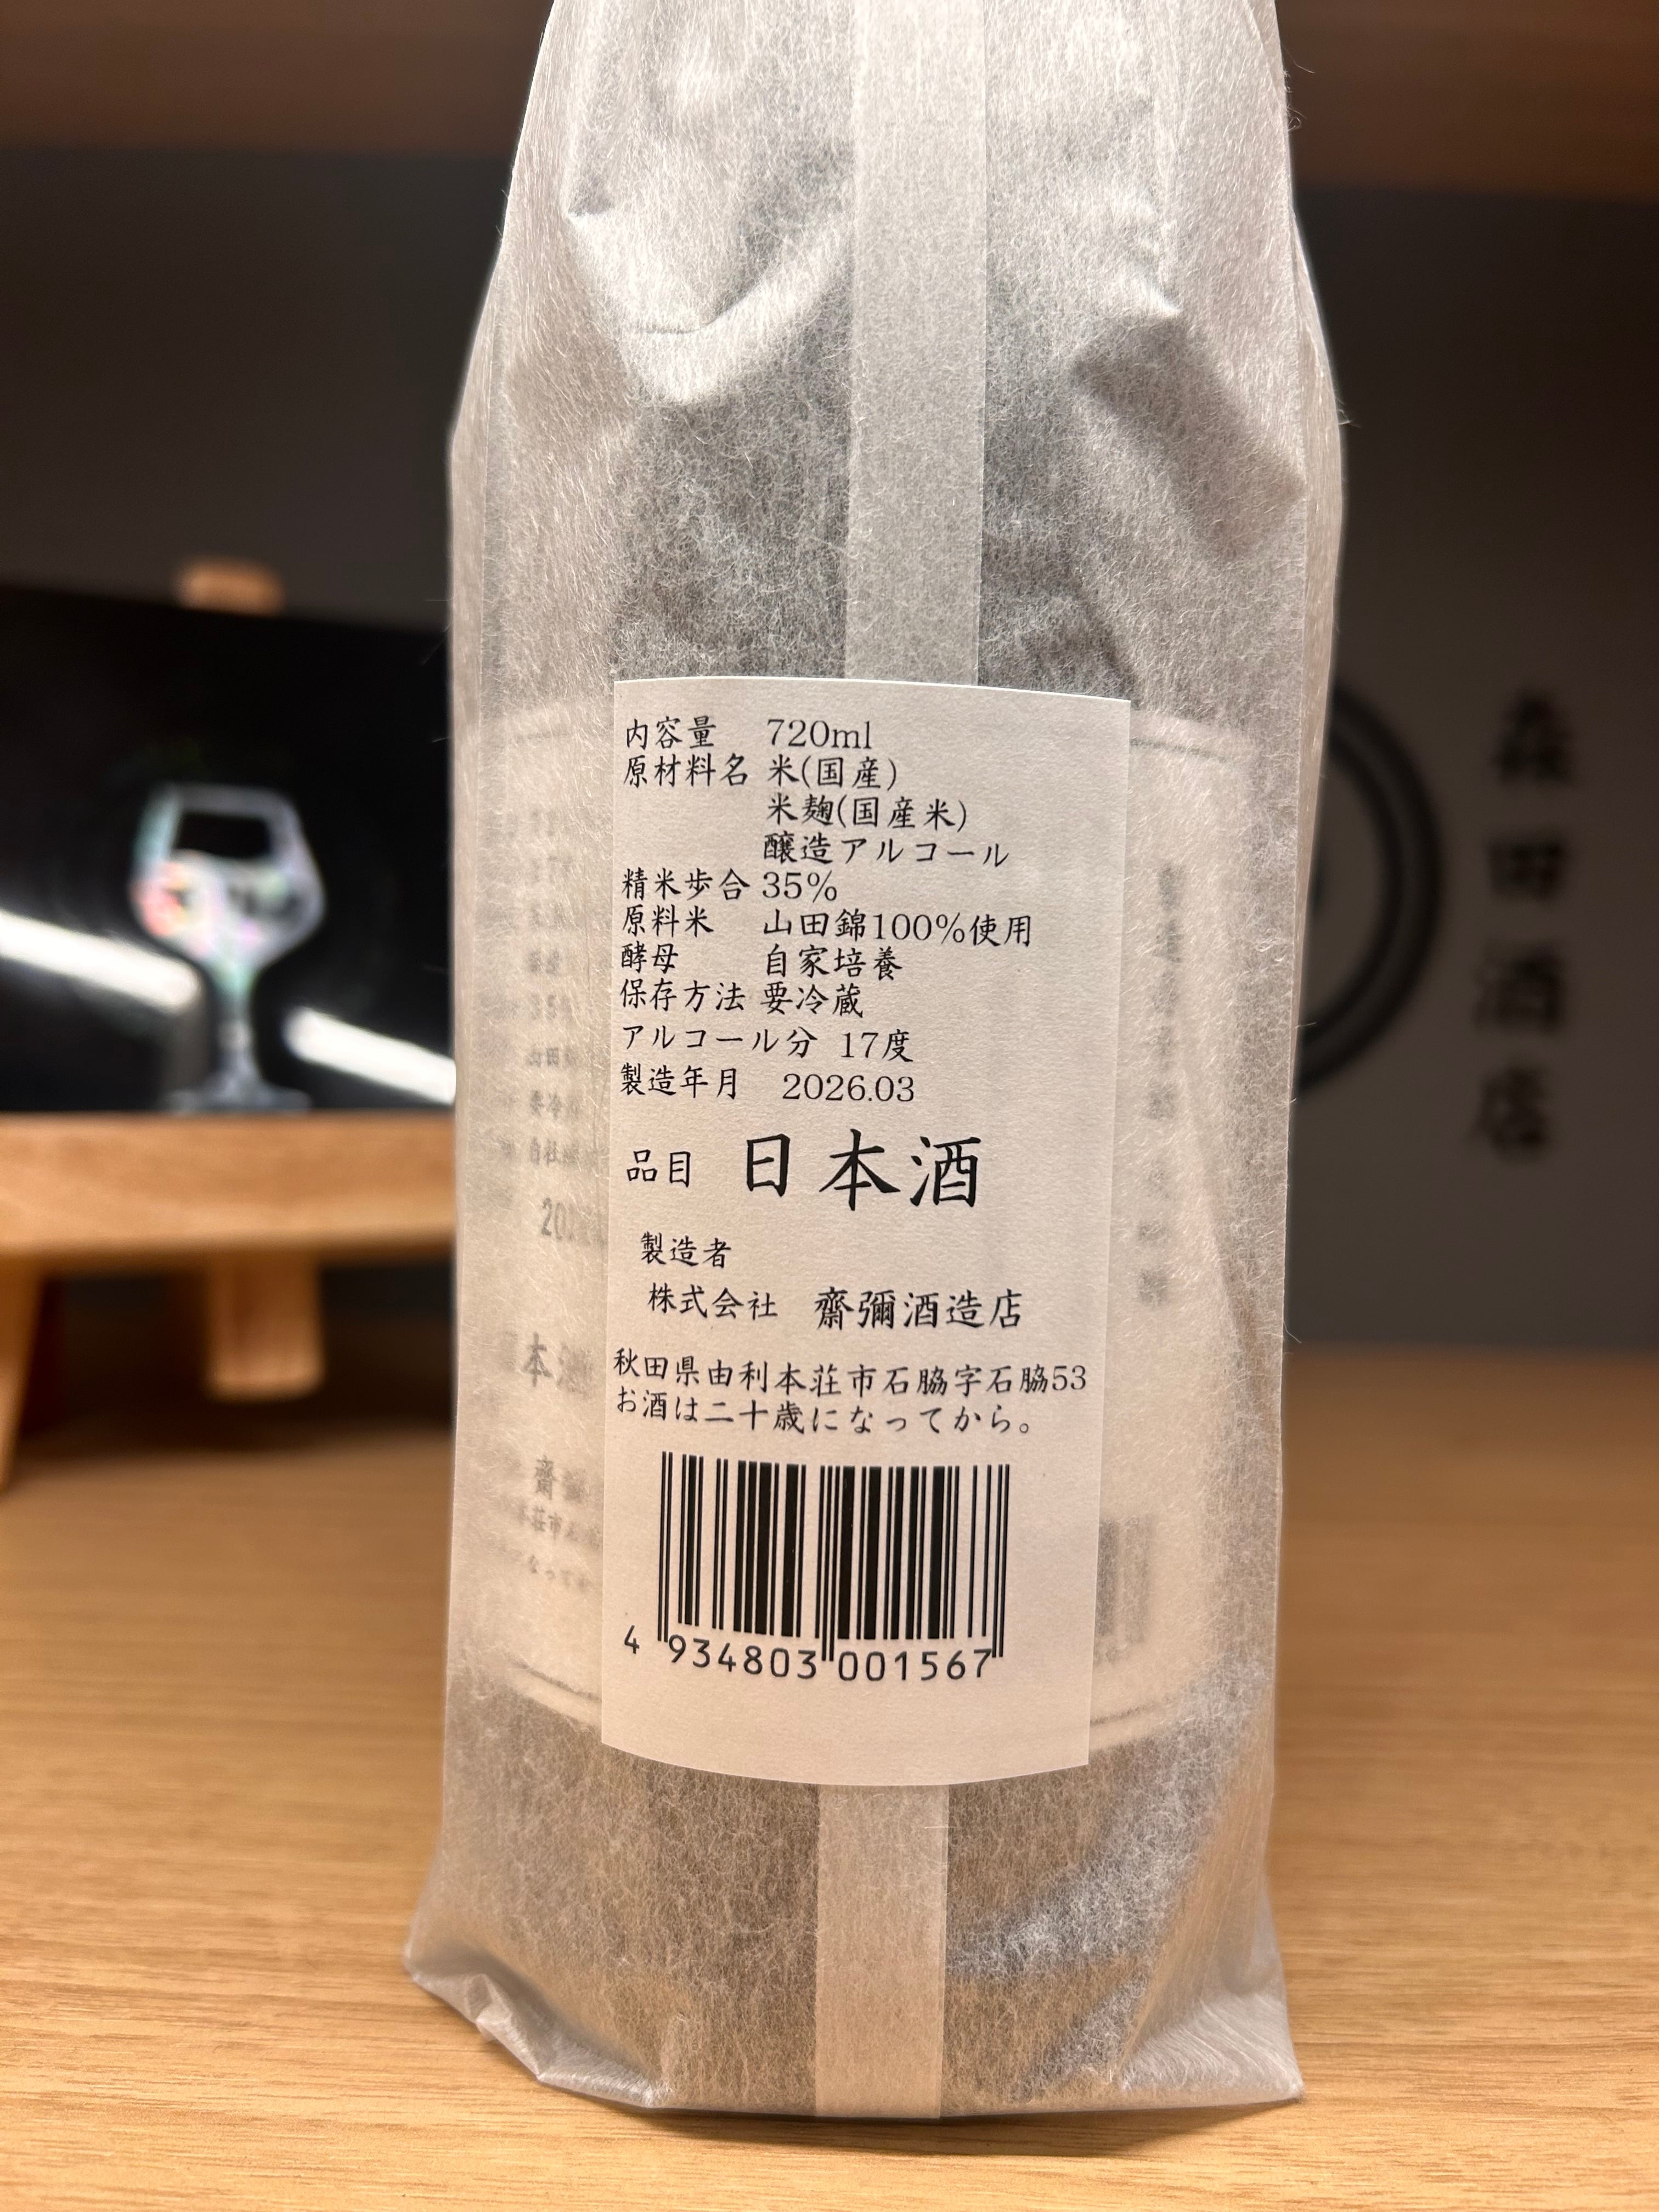 内容量 720ml
原材料名 米(国産)
米麹(国産米)
醸造アルコール
精米歩合 35%
原料米 山田錦100%使用
酵母 自家培養
保存方法 要冷蔵
アルコール分 17度
製造年月 2026.03
品目 日本酒
製造者
株式会社 齋彌酒造店
秋田県由利本荘市石脇字石脇53
お酒は二十歳になってから。
4 934803 001567
田酒店